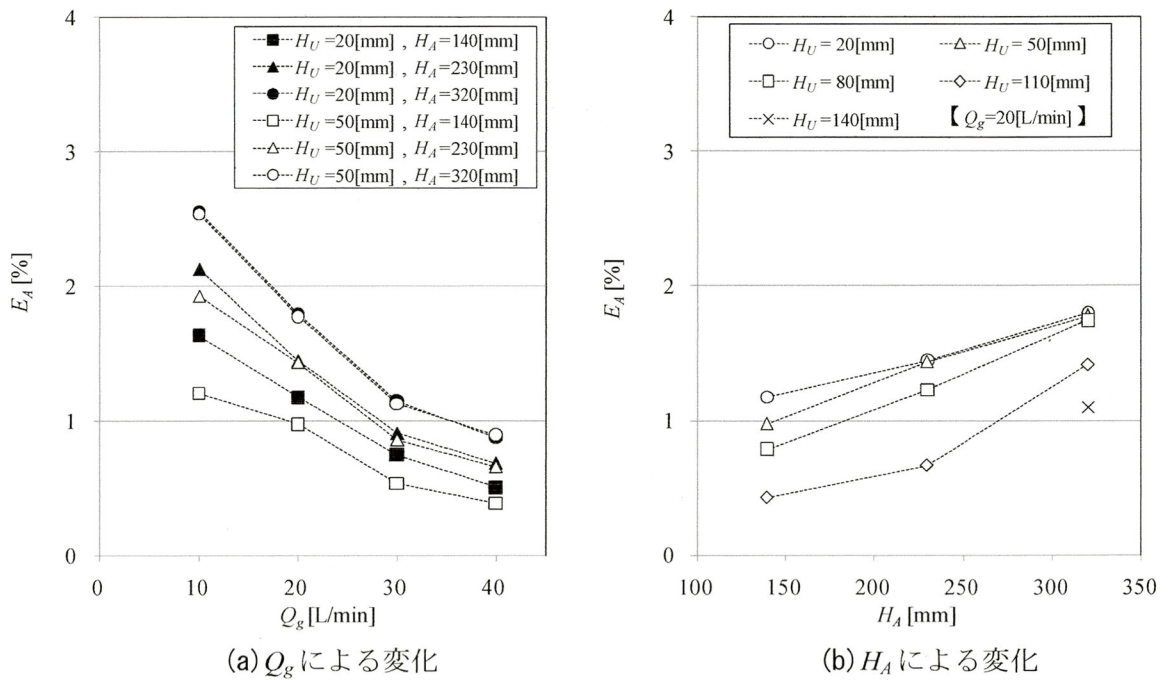 4
3
2
1
0
E_A [%]
H_U =20[mm] , H_A=140[mm]
H_U =20[mm] , H_A=230[mm]
H_U =20[mm] , H_A=320[mm]
H_U =50[mm] , H_A=140[mm]
H_U =50[mm] , H_A=230[mm]
H_U =50[mm] , H_A=320[mm]
0 10 20 30 40
Q_g [L/min]
(a) Q_g による変化
4
3
2
1
0
E_A [%]
H_U = 20[mm] H_U = 50[mm]
H_U = 80[mm] H_U =110[mm]
H_U =140[mm] 【 Q_g=20[L/min] 】
100 150 200 250 300 350
H_A [mm]
(b) H_A による変化